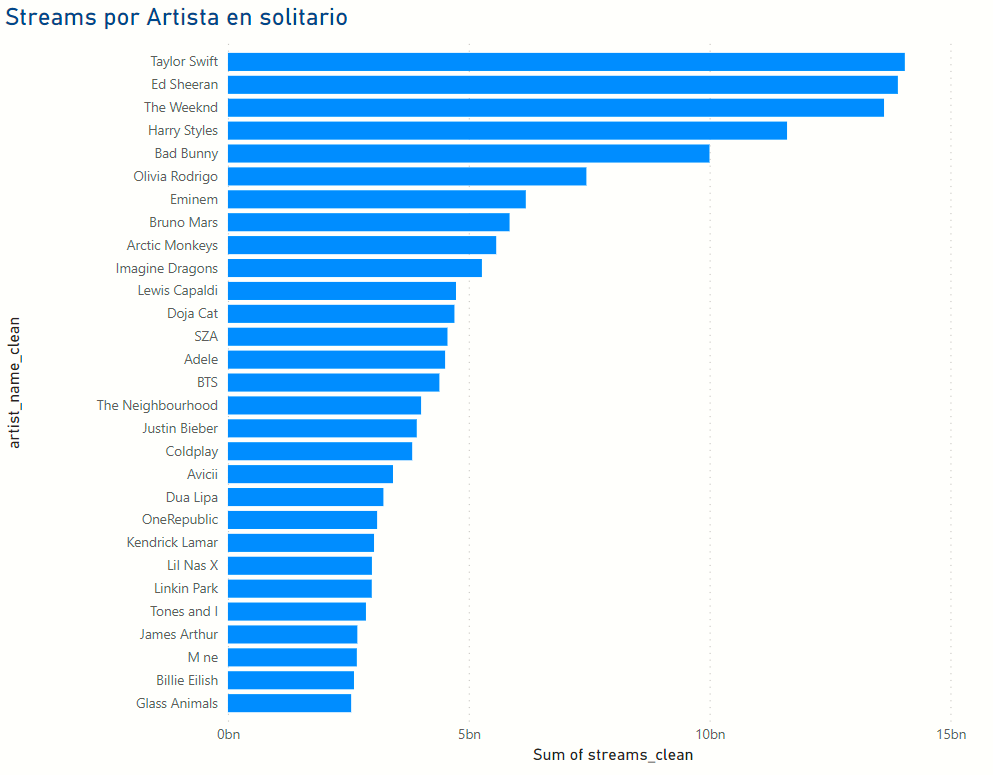 Streams por Artista en solitario
Taylor Swift
Ed Sheeran
The Weeknd
Harry Styles
Bad Bunny
Olivia Rodrigo
Eminem
Bruno Mars
Arctic Monkeys
Imagine Dragons
Lewis Capaldi
Doja Cat
SZA
Adele
BTS
The Neighbourhood
Justin Bieber
Coldplay
Avicii
Dua Lipa
OneRepublic
Kendrick Lamar
Lil Nas X
Linkin Park
Tones and I
James Arthur
M ne
Billie Eilish
Glass Animals
artist_name_clean
0bn 5bn 10bn 15bn
Sum of streams_clean